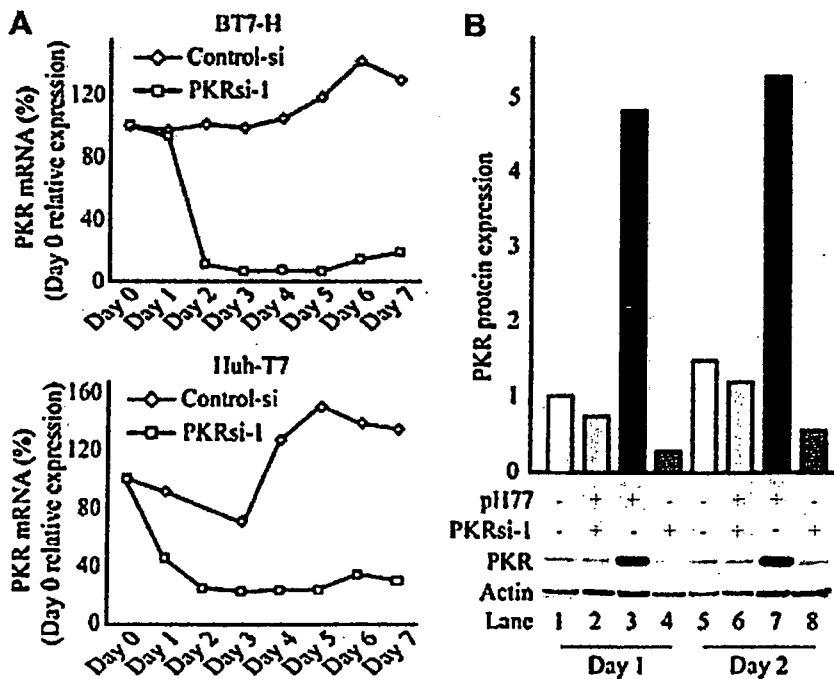 A
BT7-H
Control-si
PKRsi-1
PKR mRNA (%)
(Day 0 relative expression)
120
80
40
0
Day 0 Day 1 Day 2 Day 3 Day 4 Day 5 Day 6 Day 7
Huh-T7
Control-si
PKRsi-1
PKR mRNA (%)
(Day 0 relative expression)
160
120
80
40
0
Day 0 Day 1 Day 2 Day 3 Day 4 Day 5 Day 6 Day 7
B
PKR protein expression
5
4
3
2
1
0
pH77 - + + - - + + -
PKRsi-1 - + - + - + - +
PKR
Actin
Lane 1 2 3 4 5 6 7 8
Day 1 Day 2